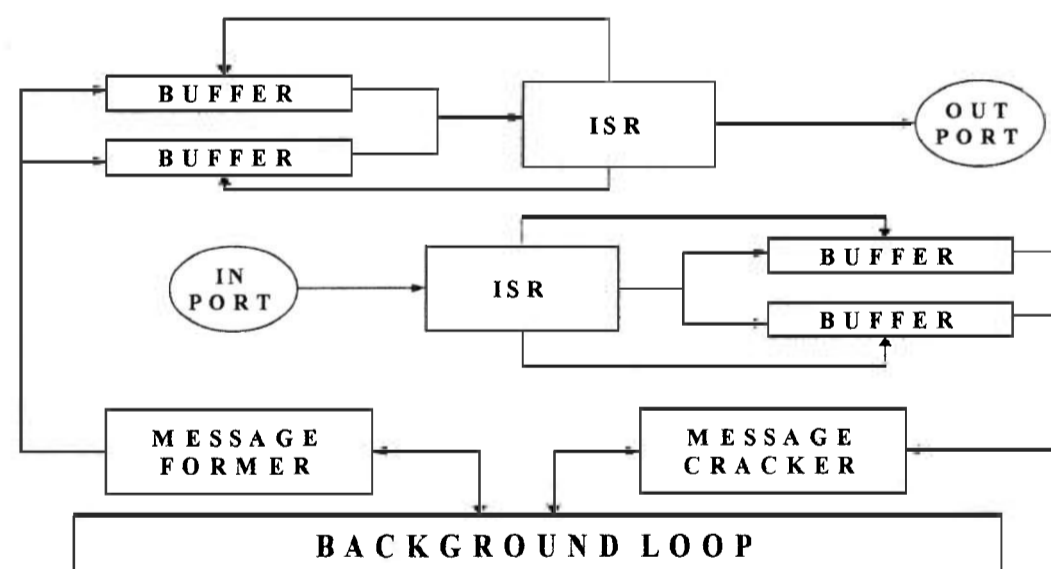 BUFFER
BUFFER
ISR
OUT
PORT
IN
PORT
ISR
BUFFER
BUFFER
MESSAGE
FORMER
MESSAGE
CRACKER
BACKGROUND LOOP